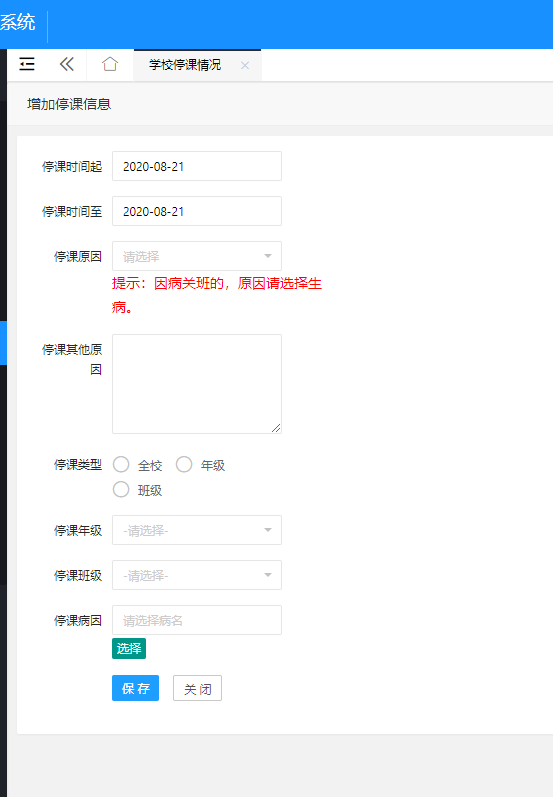 系统
学校停课情况
增加停课信息
停课时间起 2020-08-21
停课时间至 2020-08-21
停课原因 请选择
提示：因病关班的，原因请选择生
病。
停课其他原
因
停课类型 全校 年级
班级
停课年级 -请选择-
停课班级 -请选择-
停课病因 请选择病名
选择
保存 关闭